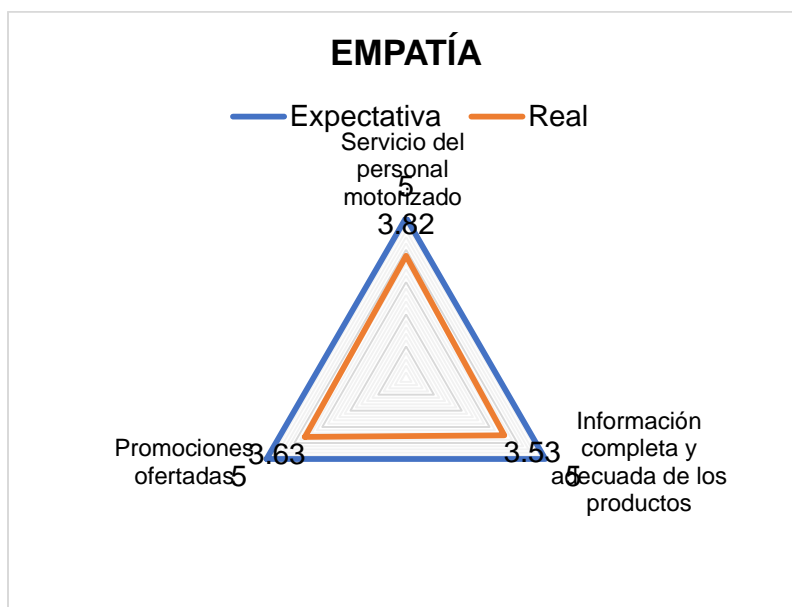 EMPATÍA
Expectativa Real
Servicio del
personal
motorizado
5
3.82
Promociones
ofertadas
3.63
5
3.53
5
Información
completa y
adecuada de los
productos